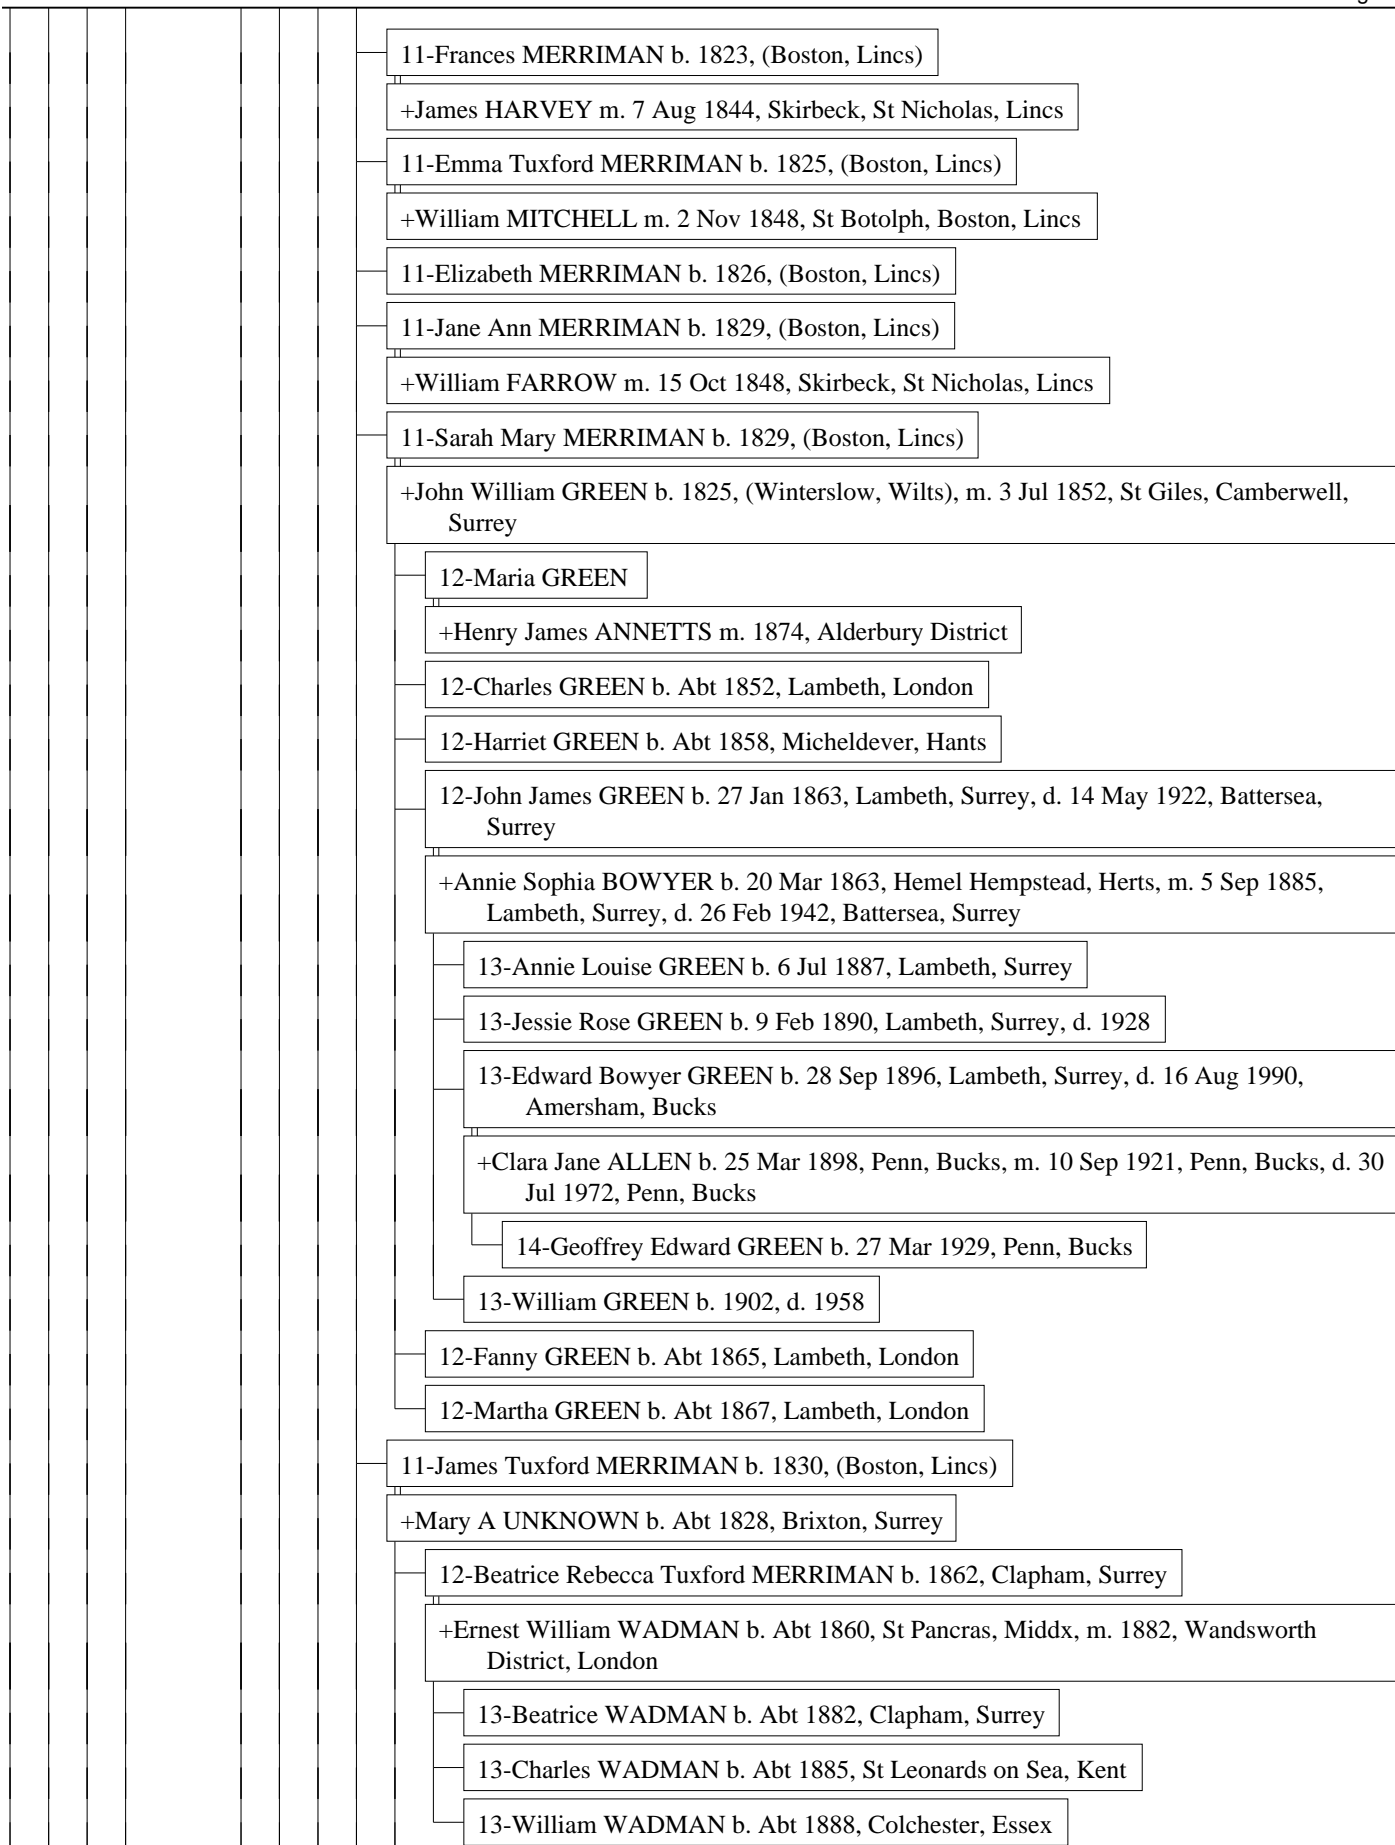 11-Frances MERRIMAN b. 1823, (Boston, Lincs)
+James HARVEY m. 7 Aug 1844, Skirbeck, St Nicholas, Lincs
11-Emma Tuxford MERRIMAN b. 1825, (Boston, Lincs)
+William MITCHELL m. 2 Nov 1848, St Botolph, Boston, Lincs
11-Elizabeth MERRIMAN b. 1826, (Boston, Lincs)
11-Jane Ann MERRIMAN b. 1829, (Boston, Lincs)
+William FARROW m. 15 Oct 1848, Skirbeck, St Nicholas, Lincs
11-Sarah Mary MERRIMAN b. 1829, (Boston, Lincs)
+John William GREEN b. 1825, (Winterslow, Wilts), m. 3 Jul 1852, St Giles, Camberwell,
Surrey
12-Maria GREEN
+Henry James ANNETTS m. 1874, Alderbury District
12-Charles GREEN b. Abt 1852, Lambeth, London
12-Harriet GREEN b. Abt 1858, Micheldever, Hants
12-John James GREEN b. 27 Jan 1863, Lambeth, Surrey, d. 14 May 1922, Battersea,
Surrey
+Annie Sophia BOWYER b. 20 Mar 1863, Hemel Hempstead, Herts, m. 5 Sep 1885,
Lambeth, Surrey, d. 26 Feb 1942, Battersea, Surrey
13-Annie Louise GREEN b. 6 Jul 1887, Lambeth, Surrey
13-Jessie Rose GREEN b. 9 Feb 1890, Lambeth, Surrey, d. 1928
13-Edward Bowyer GREEN b. 28 Sep 1896, Lambeth, Surrey, d. 16 Aug 1990,
Amersham, Bucks
+Clara Jane ALLEN b. 25 Mar 1898, Penn, Bucks, m. 10 Sep 1921, Penn, Bucks, d. 30
Jul 1972, Penn, Bucks
14-Geoffrey Edward GREEN b. 27 Mar 1929, Penn, Bucks
13-William GREEN b. 1902, d. 1958
12-Fanny GREEN b. Abt 1865, Lambeth, London
12-Martha GREEN b. Abt 1867, Lambeth, London
11-James Tuxford MERRIMAN b. 1830, (Boston, Lincs)
+Mary A UNKNOWN b. Abt 1828, Brixton, Surrey
12-Beatrice Rebecca Tuxford MERRIMAN b. 1862, Clapham, Surrey
+Ernest William WADMAN b. Abt 1860, St Pancras, Middx, m. 1882, Wandsworth
District, London
13-Beatrice WADMAN b. Abt 1882, Clapham, Surrey
13-Charles WADMAN b. Abt 1885, St Leonards on Sea, Kent
13-William WADMAN b. Abt 1888, Colchester, Essex